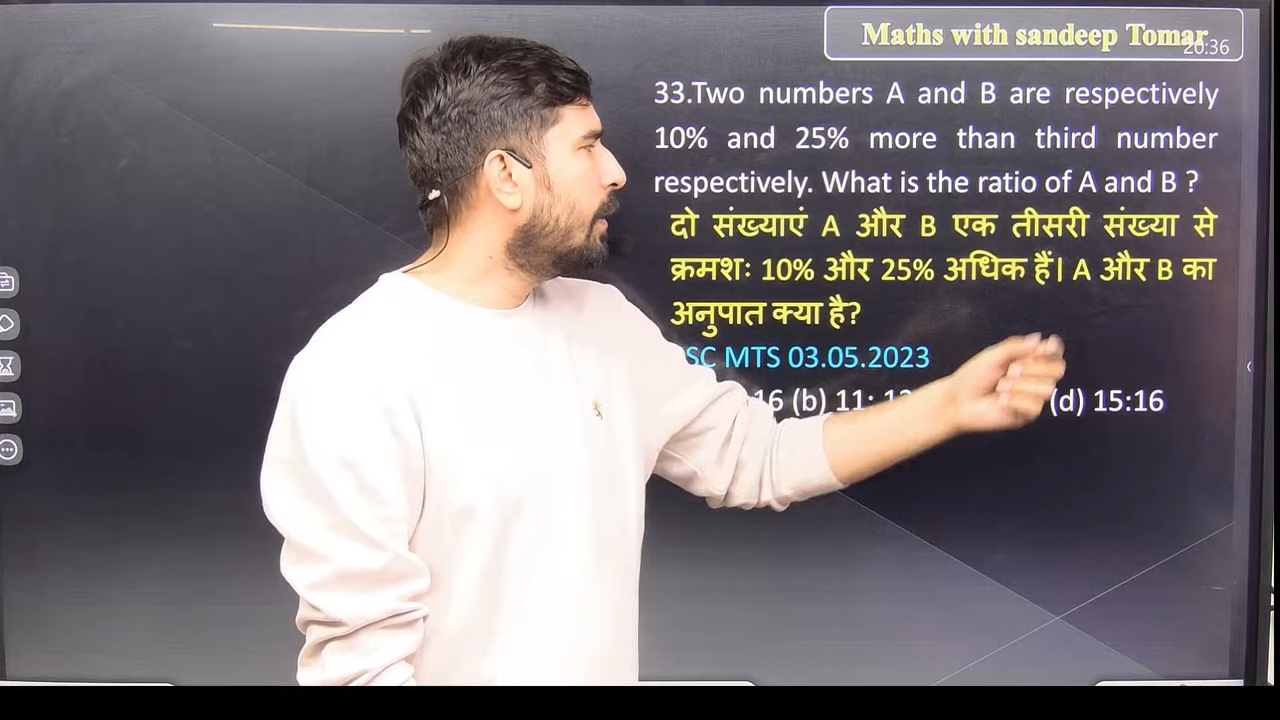 Maths with sandeep Tomar
20:36
33.Two numbers A and B are respectively
10% and 25% more than third number
respectively. What is the ratio of A and B ?
दो संख्याएं A और B एक तीसरी संख्या से
क्रमशः 10% और 25% अधिक हैं। A और B का
अनुपात क्या है?
SC MTS 03.05.2023
16 (b) 11: (d) 15:16